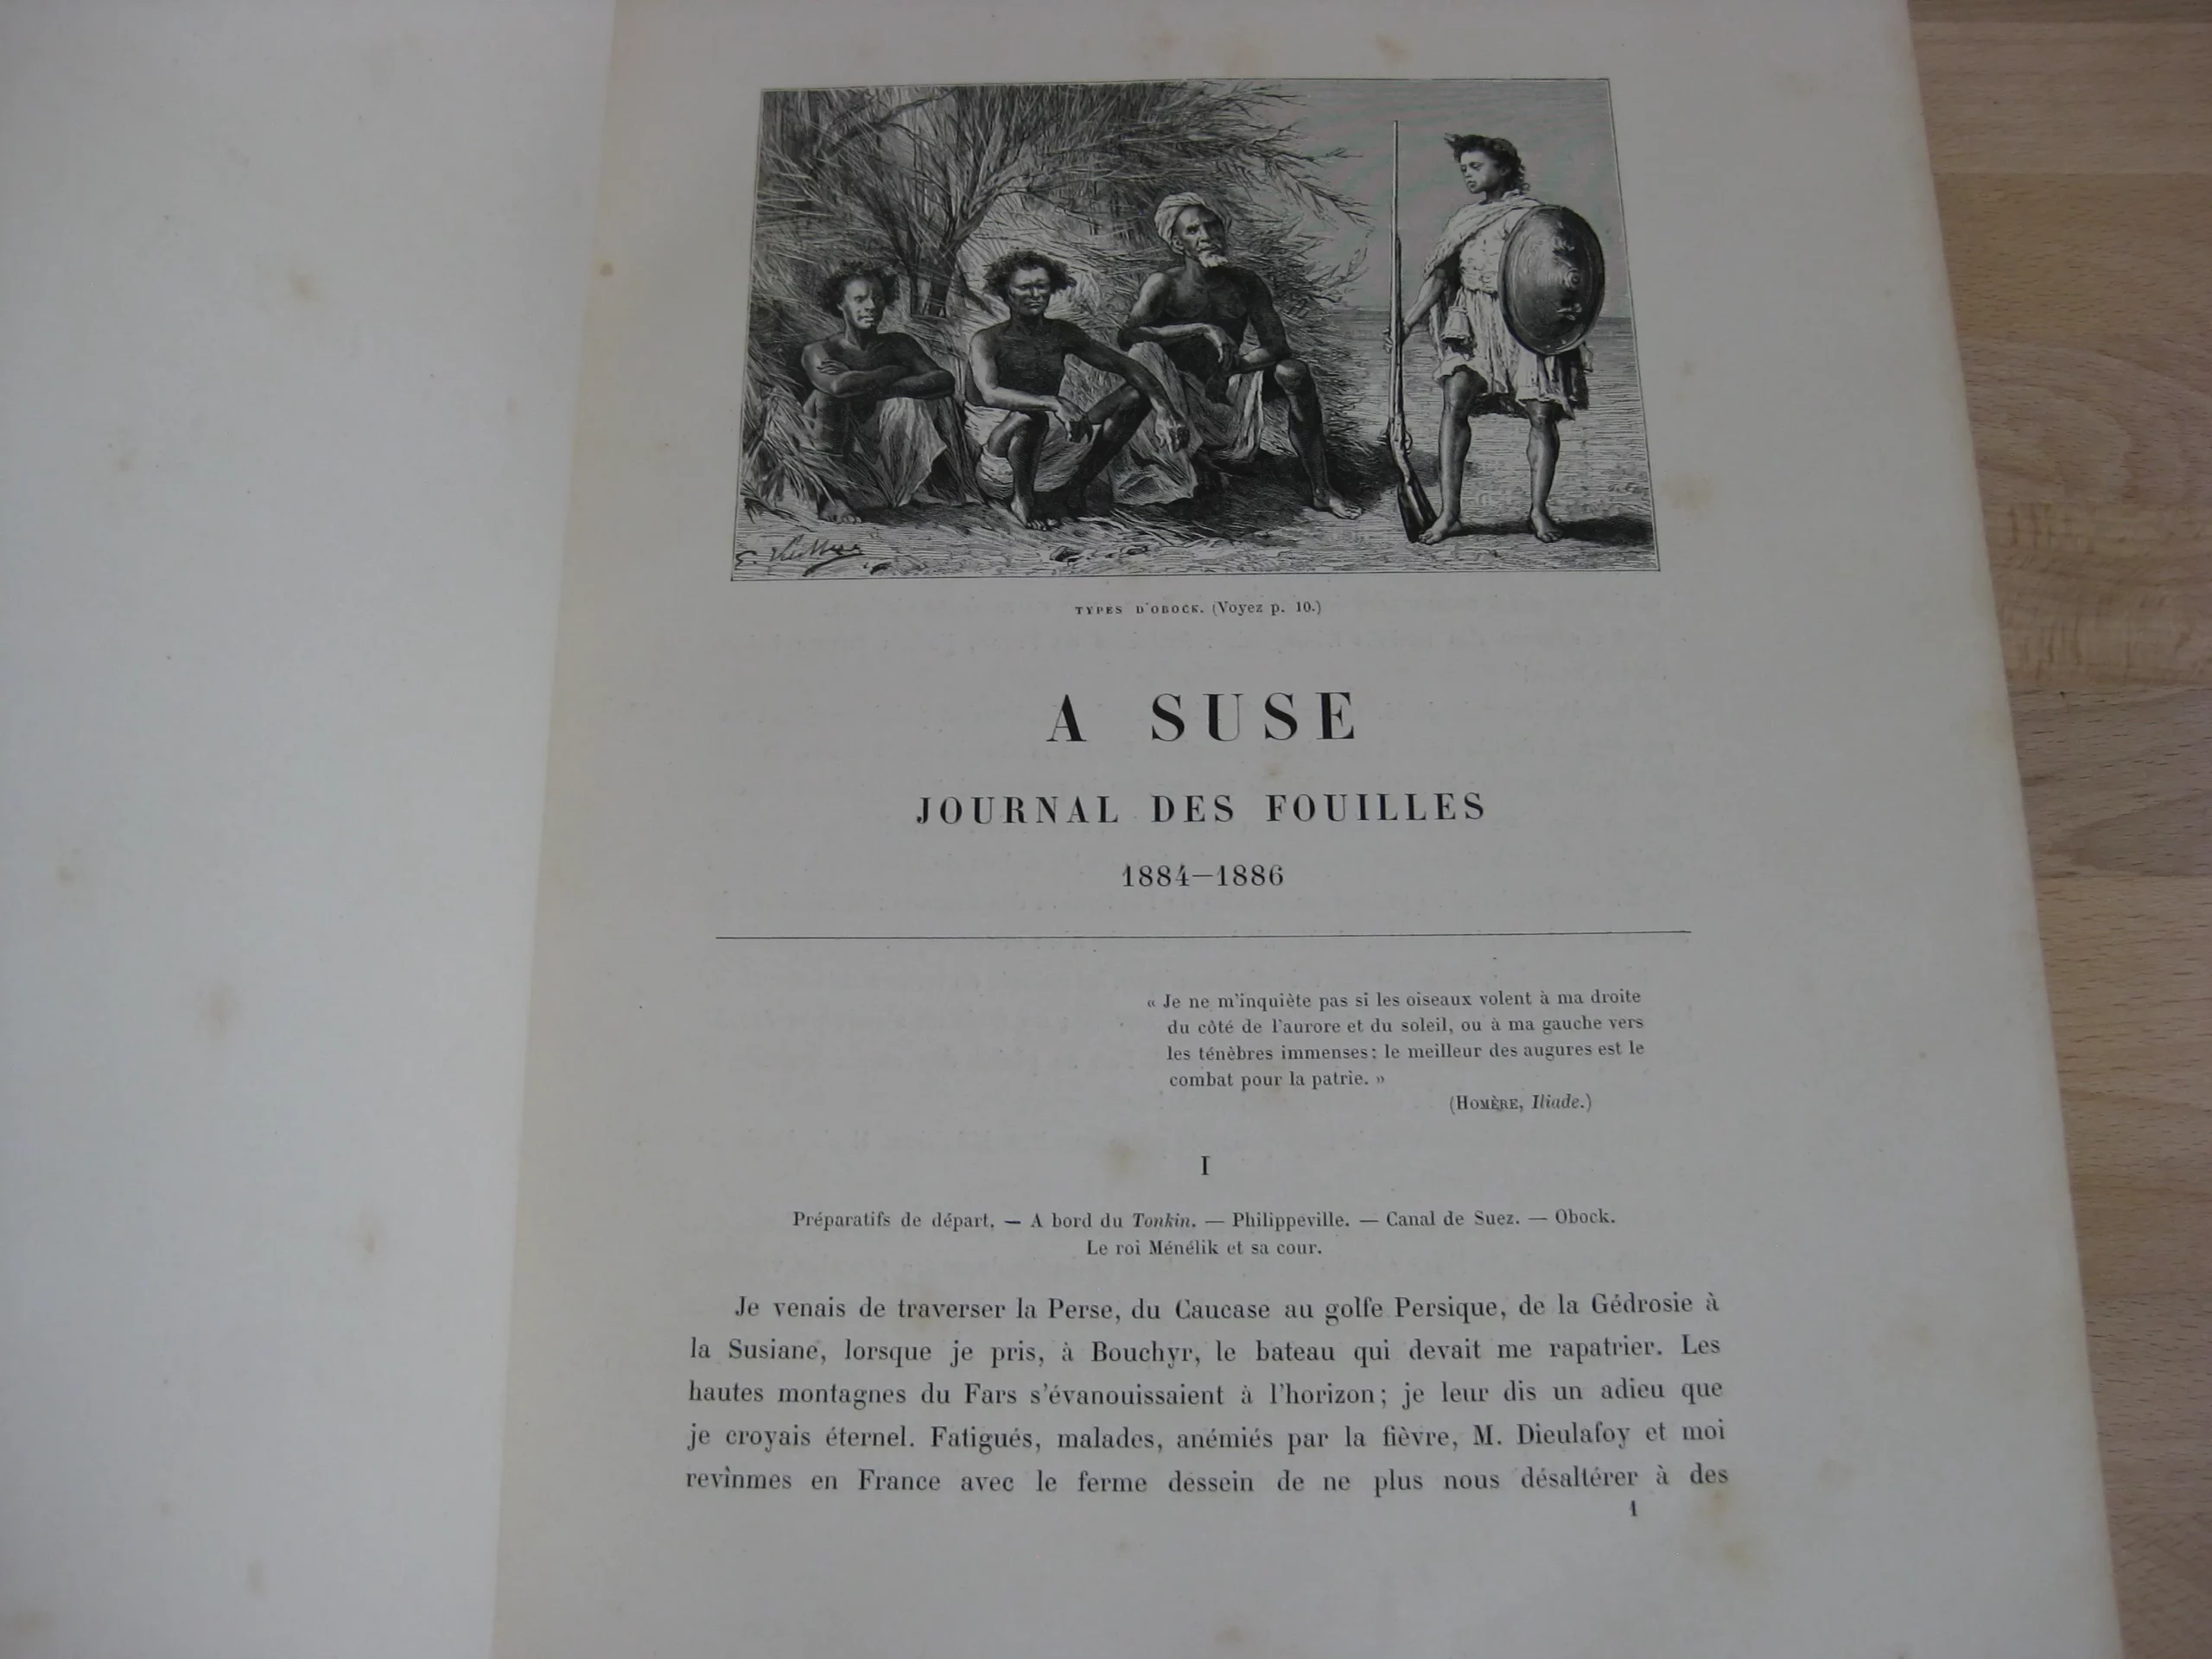 TYPES D'OBOCK. (Voyez p. 10.)
A SUSE
JOURNAL DES FOUILLES
1884—1886
« Je ne m'inquiète pas si les oiseaux volent à ma droite
du côté de l'aurore et du soleil, ou à ma gauche vers
les ténèbres immenses; le meilleur des augures est le
combat pour la patrie. »
(HOMÈRE, Iliade.)
I
Préparatifs de départ. — A bord du Tonkin. — Philippeville. — Canal de Suez. — Obock.
Le roi Ménélik et sa cour.
Je venais de traverser la Perse, du Caucase au golfe Persique, de la Gédrosie à
la Susiane, lorsque je pris, à Bouchyr, le bateau qui devait me rapatrier. Les
hautes montagnes du Fars s'évanouissaient à l'horizon; je leur dis un adieu que
je croyais éternel. Fatigués, malades, anémiés par la fièvre, M. Dieulafoy et moi
revînmes en France avec le ferme dessein de ne plus nous désaltérer à des
1